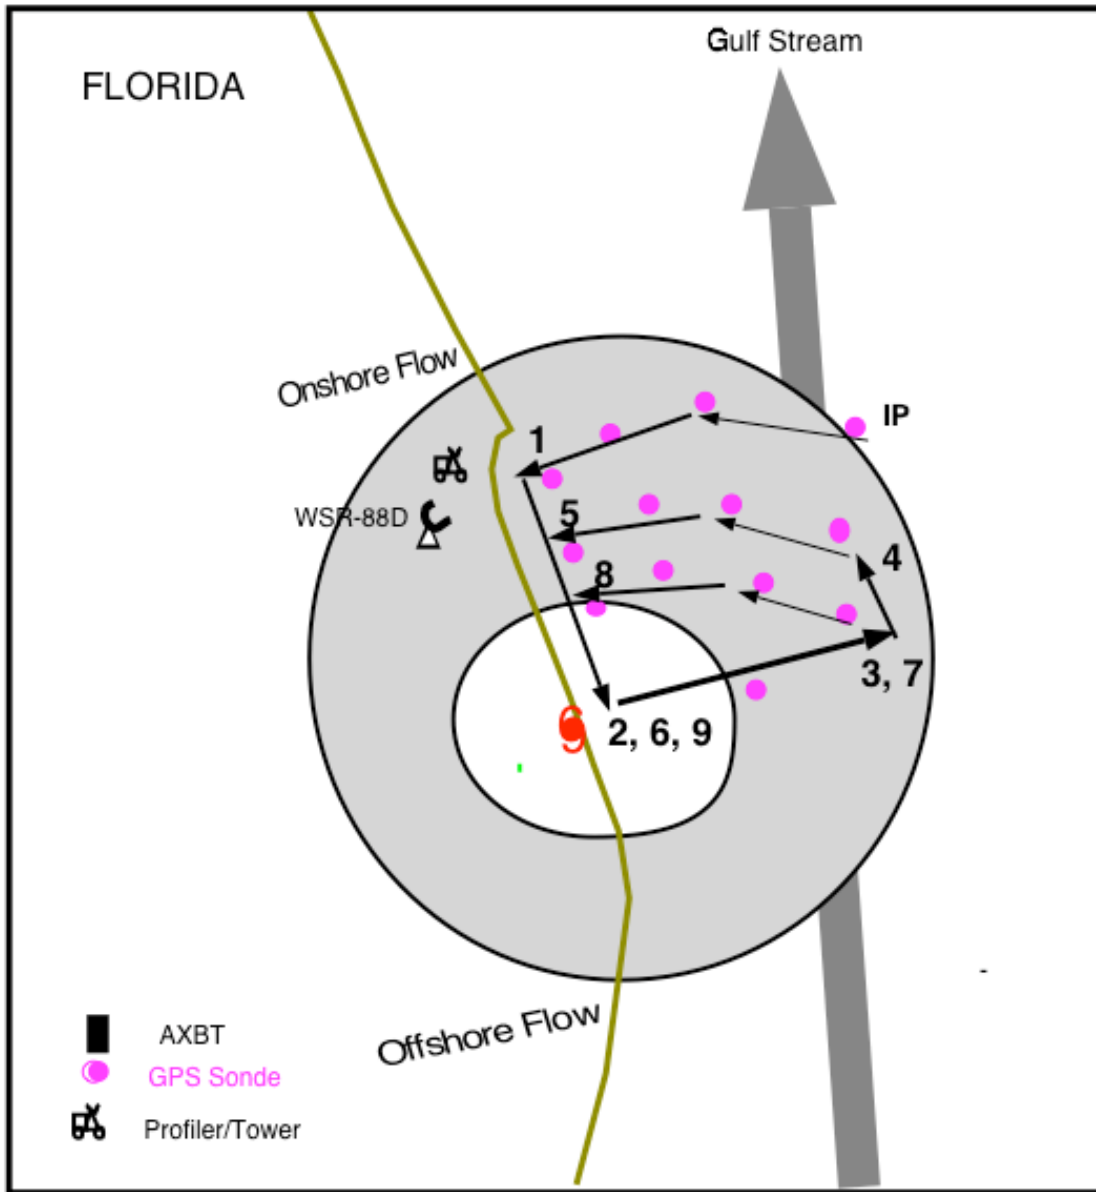 Gulf Stream
FLORIDA
Onshore Flow
IP
1
WSR-88D
5
4
8
3, 7
2, 6, 9
Offshore Flow
AXBT
GPS Sonde
Profiler/Tower